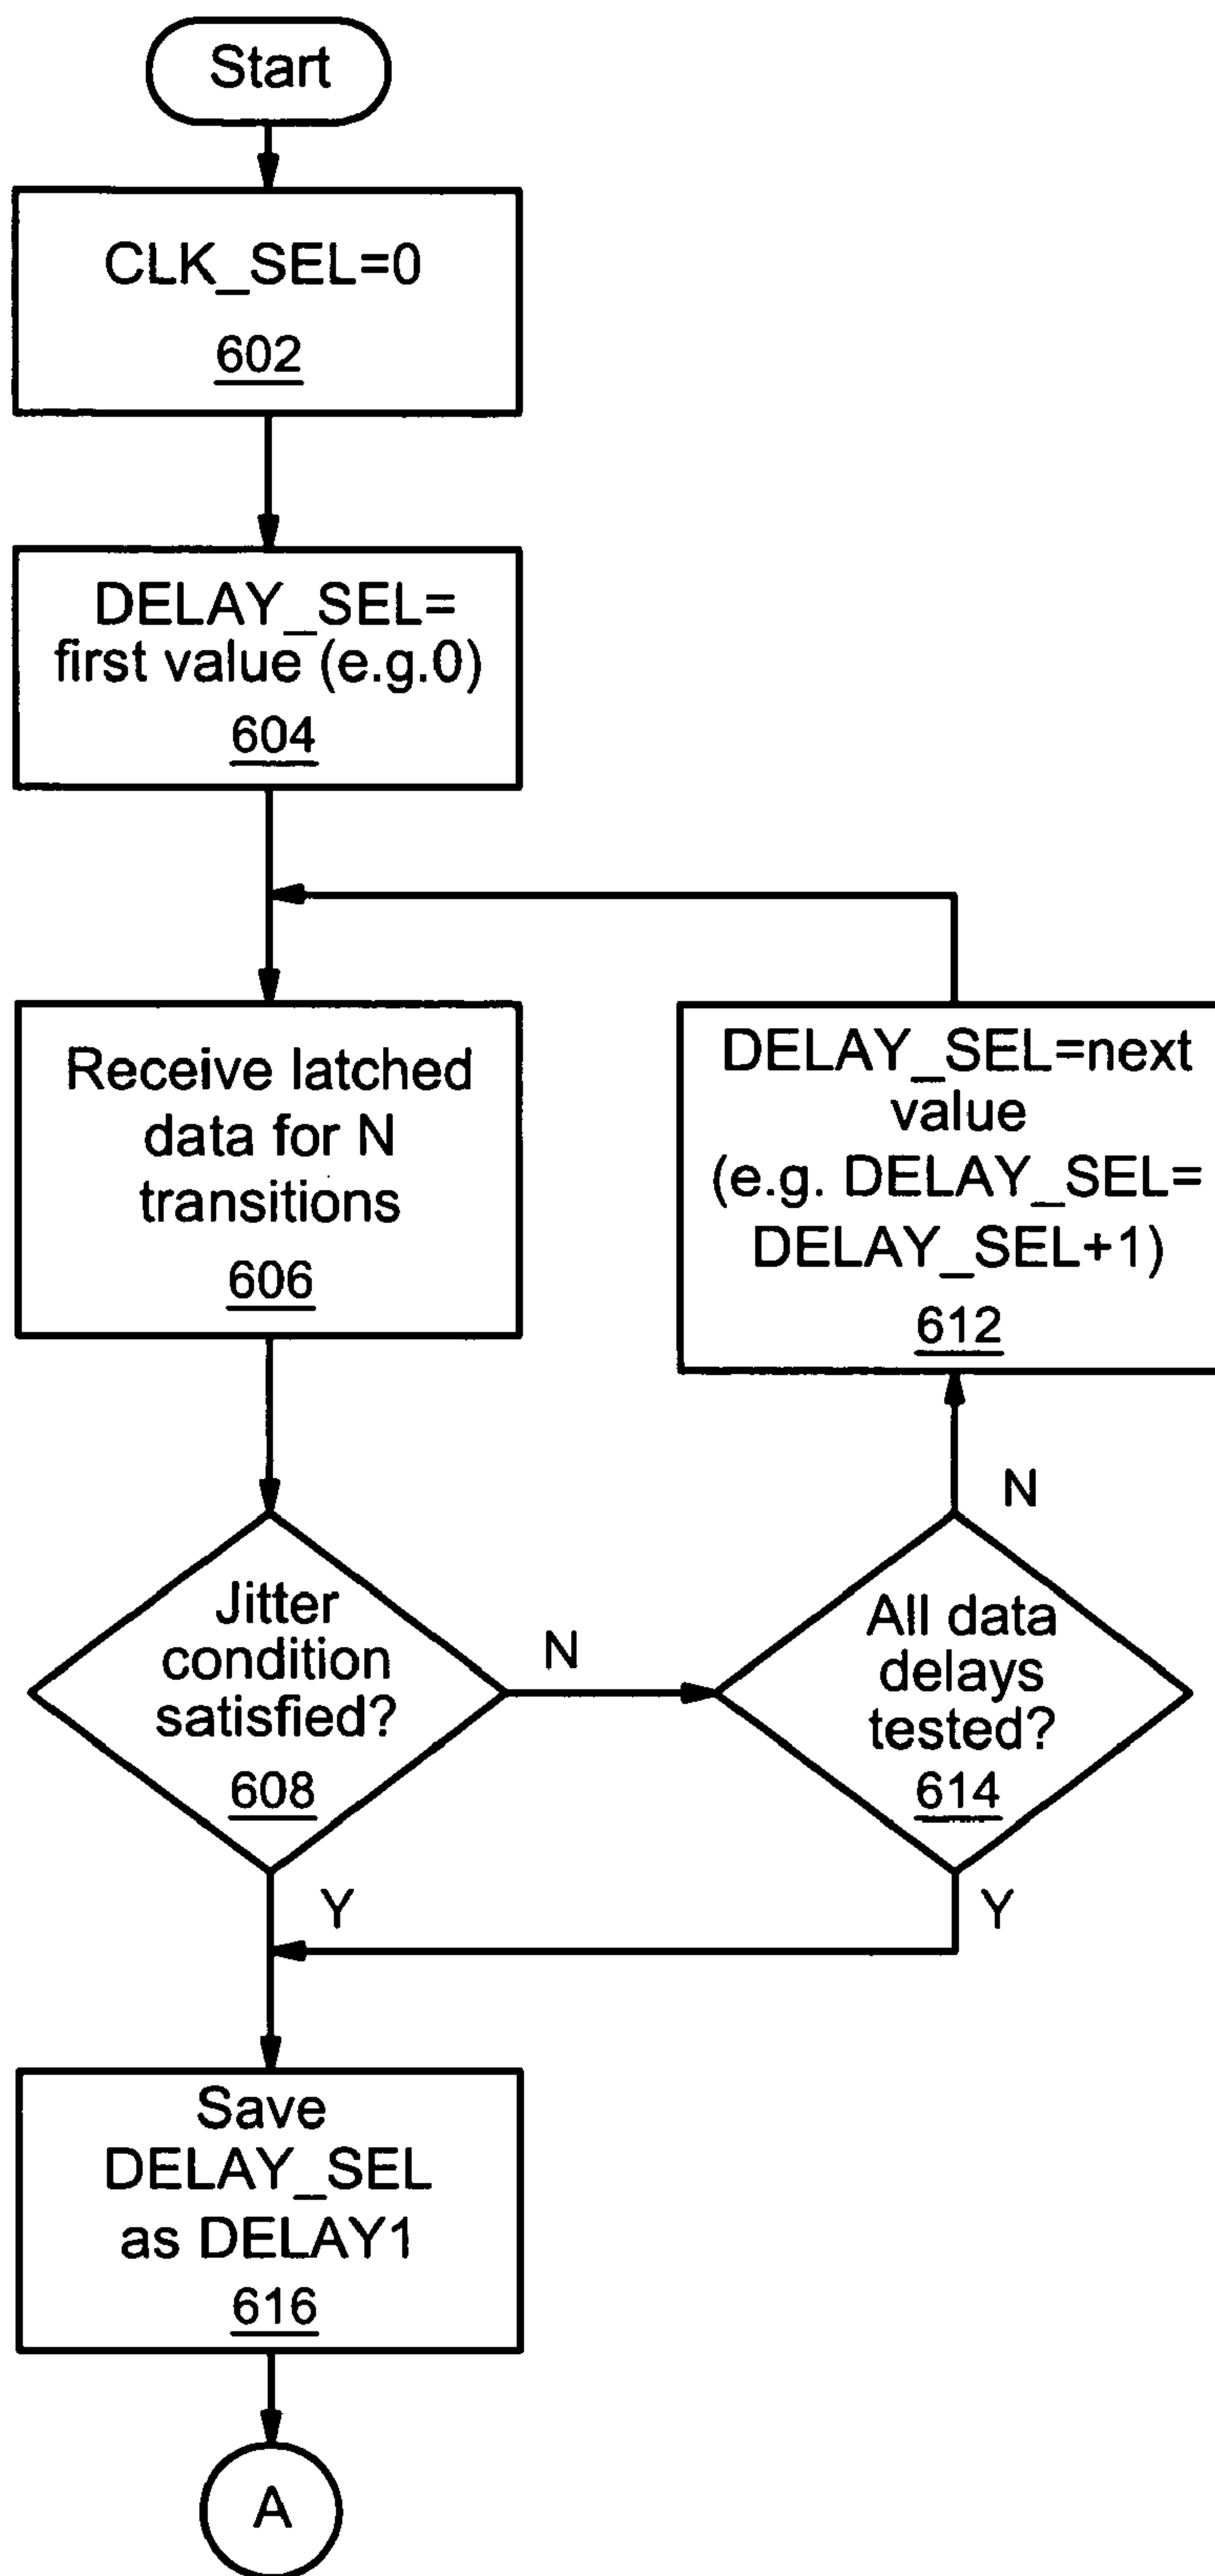 Start
CLK_SEL=0
602
DELAY_SEL=
first value (e.g.0)
604
Receive latched
data for N
transitions
606
DELAY_SEL=next
value
(e.g. DELAY_SEL=
DELAY_SEL+1)
612
Jitter
condition
satisfied?
608
N
All data
delays
tested?
614
N
Y
Y
Save
DELAY_SEL
as DELAY1
616
A